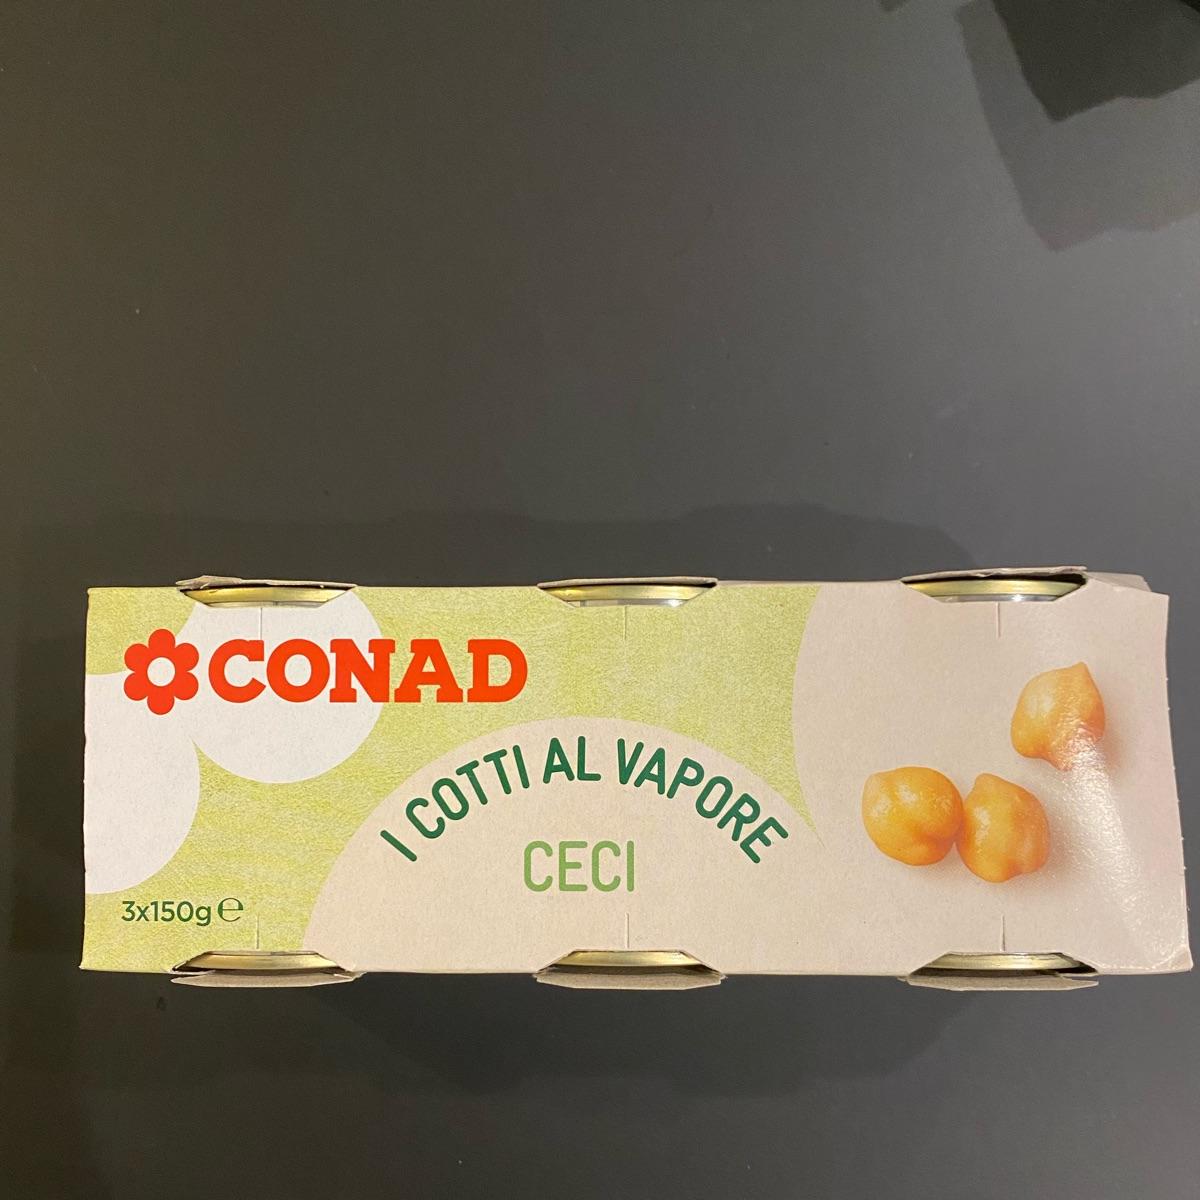 CONAD
I COTTI AL VAPORE
CECI
3x150g ℮